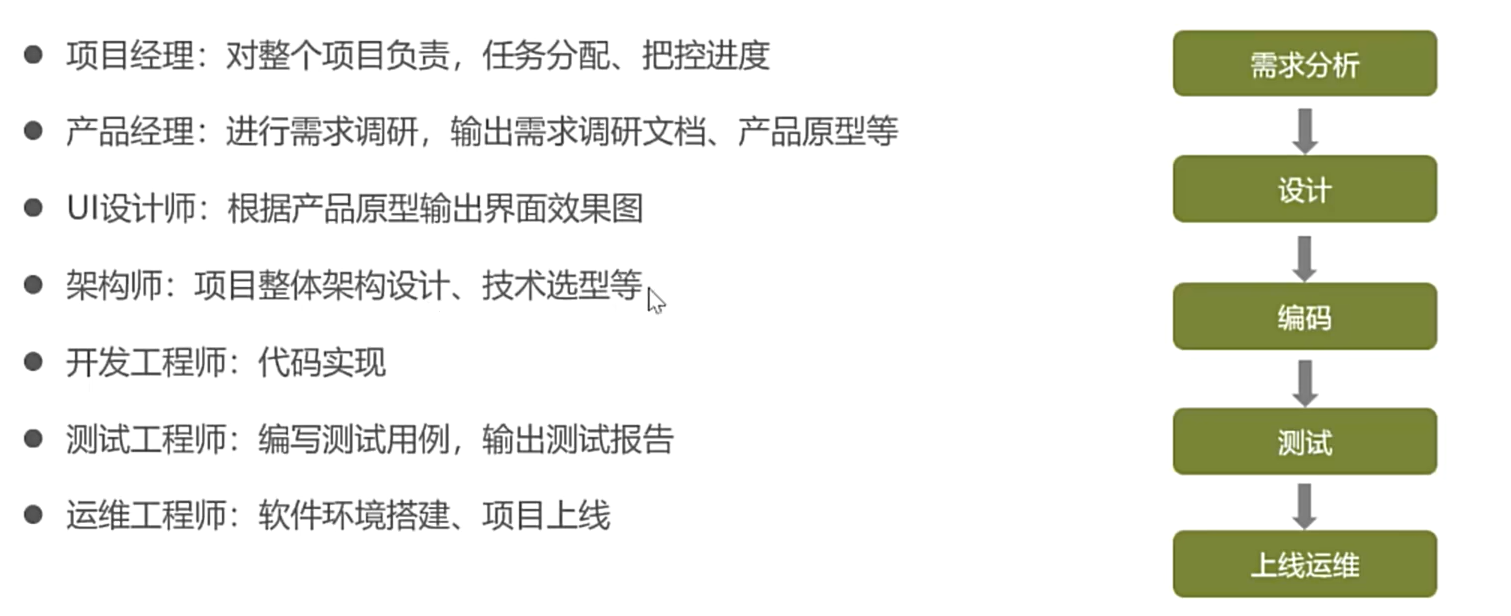 项目经理：对整个项目负责，任务分配、把控进度
产品经理：进行需求调研，输出需求调研文档、产品原型等
UI设计师：根据产品原型输出界面效果图
架构师：项目整体架构设计、技术选型等
开发工程师：代码实现
测试工程师：编写测试用例，输出测试报告
运维工程师：软件环境搭建、项目上线
需求分析
设计
编码
测试
上线运维